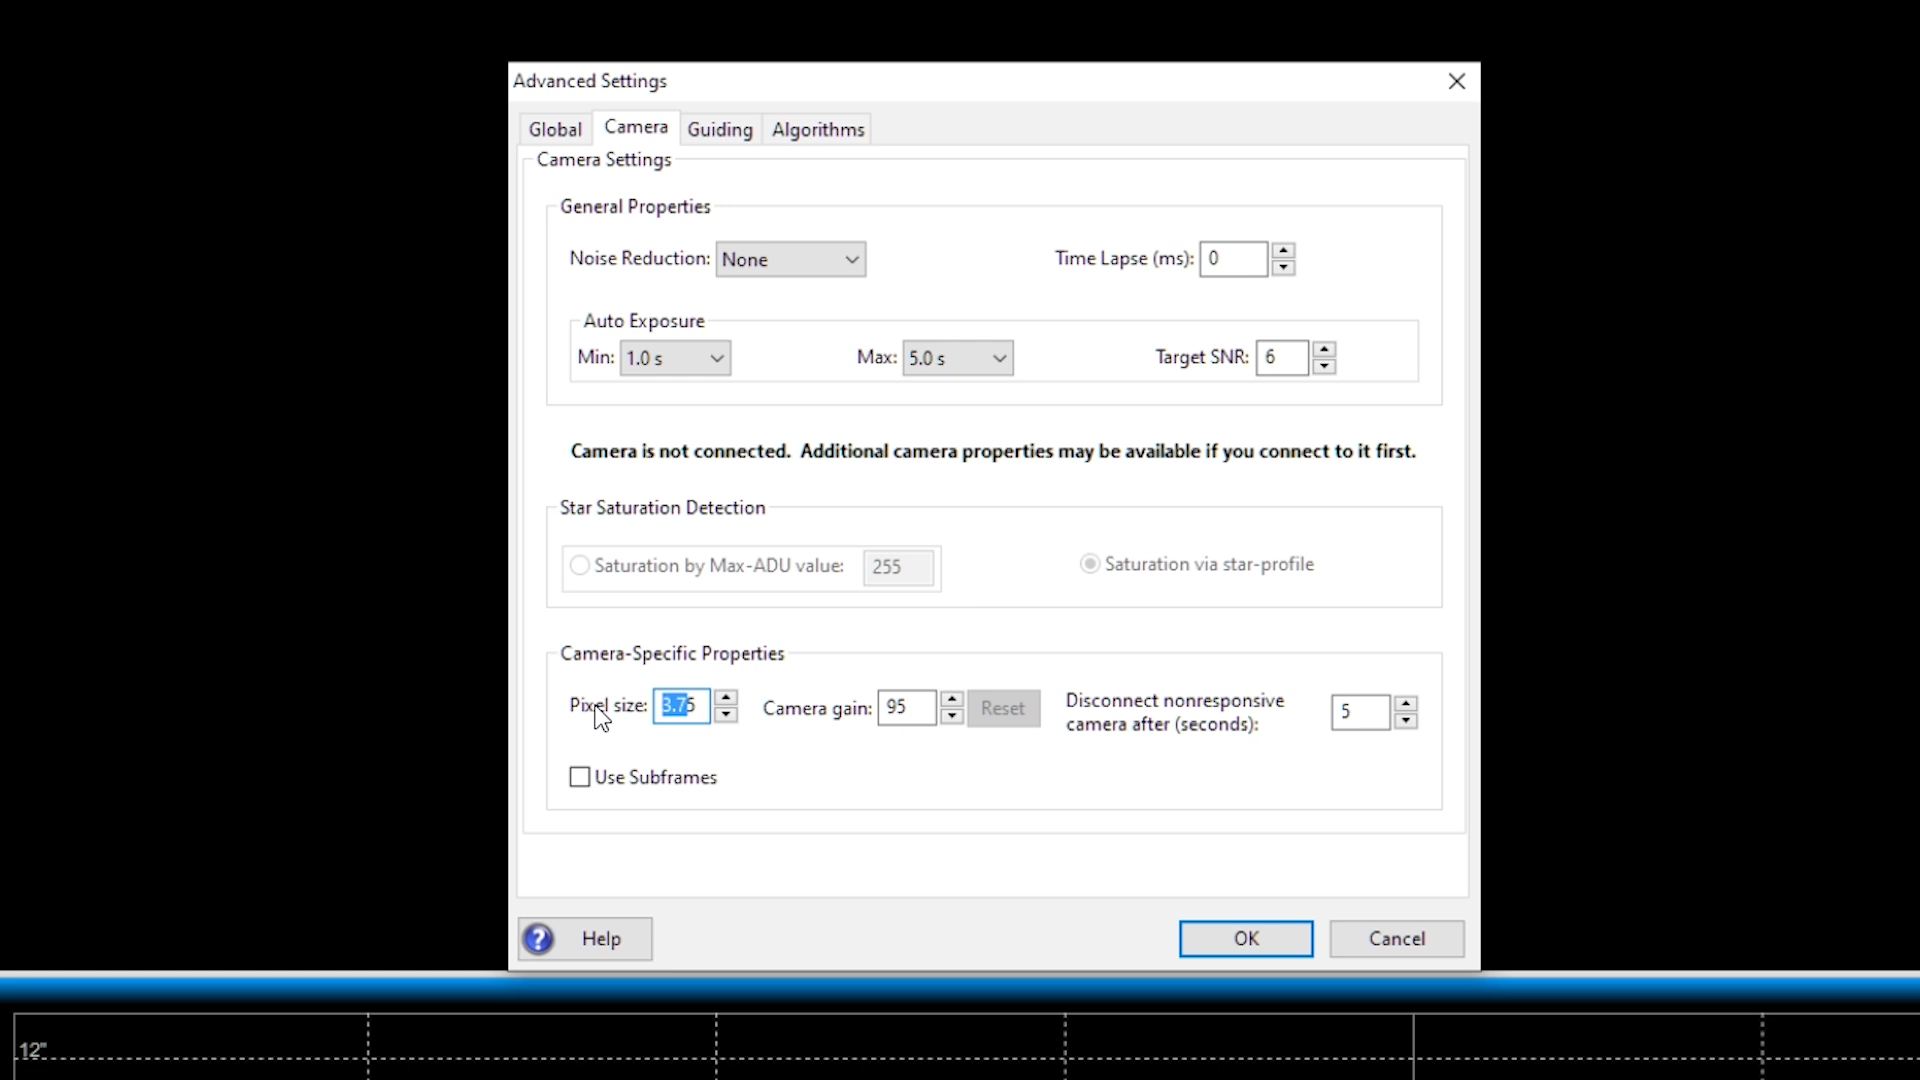 Advanced Settings
Global Camera Guiding Algorithms
Camera Settings
General Properties
Noise Reduction: None Time Lapse (ms): 0
Auto Exposure
Min: 1.0 s Max: 5.0 s Target SNR: 6
Camera is not connected. Additional camera properties may be available if you connect to it first.
Star Saturation Detection
Saturation by Max-ADU value: 255 Saturation via star-profile
Camera-Specific Properties
Pixel size: 3.75 Camera gain: 95 Reset Disconnect nonresponsive
camera after (seconds): 5
Use Subframes
? Help OK Cancel
12"